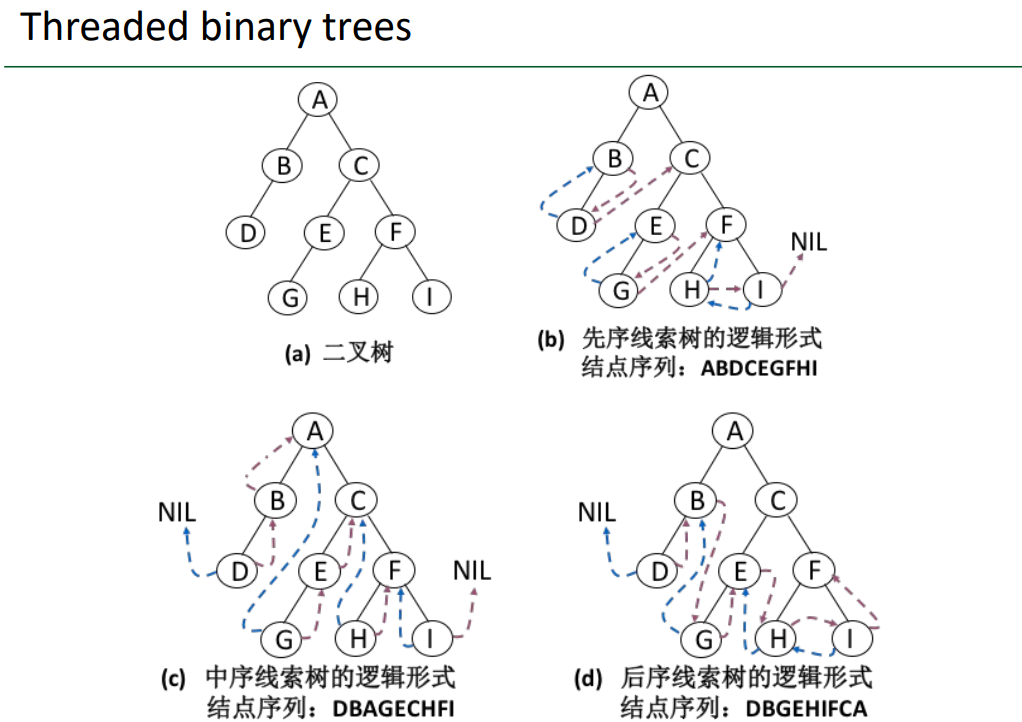 Threaded binary trees
A
B C
D E F
G H I
(a) 二叉树
A
B C
D E F
NIL
G H I
(b) 先序线索树的逻辑形式
结点序列：ABDCEGFHI
A
B C
NIL
D E F NIL
G H I
(c) 中序线索树的逻辑形式
结点序列：DBAGECHFI
A
B C
NIL
D E F
G H I
(d) 后序线索树的逻辑形式
结点序列：DBGEHIFCA